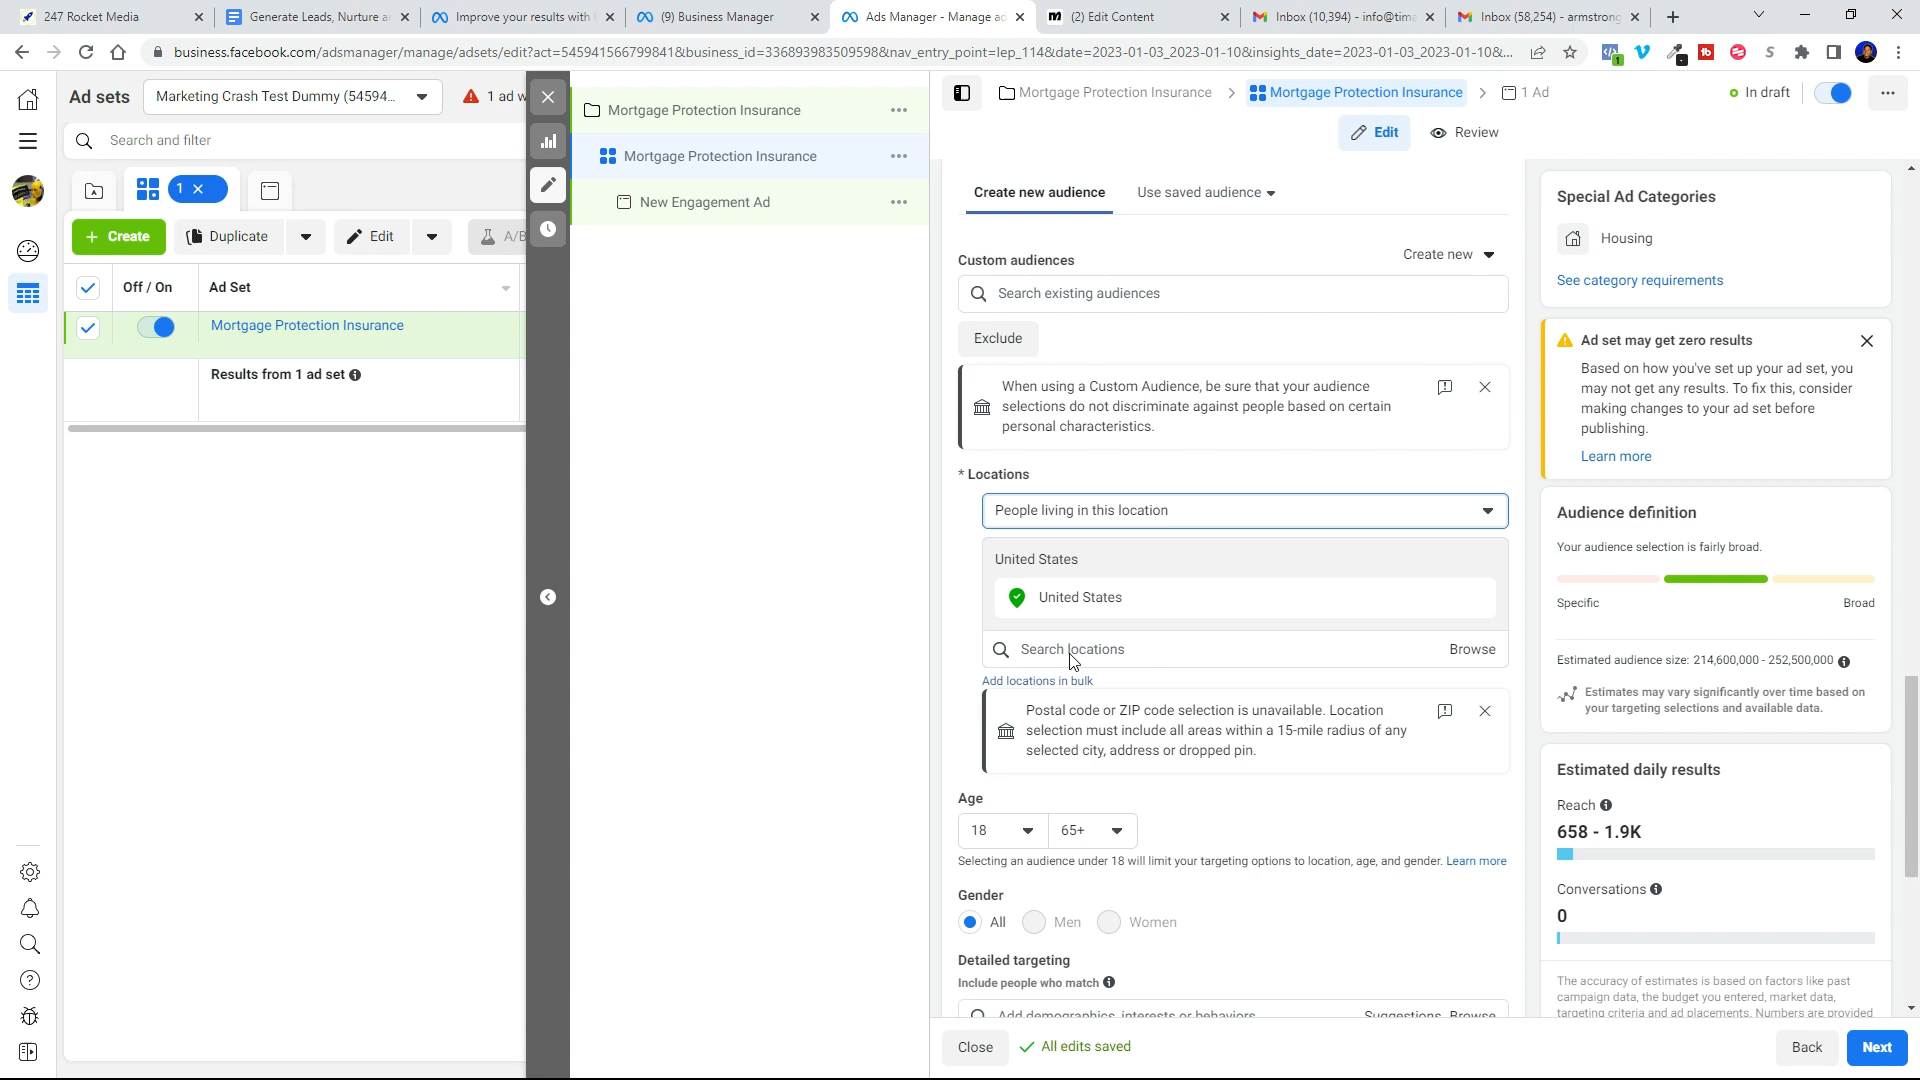 247 Rocket Media
Generate Leads, Nurture a
Improve your results with
(9) Business Manager
Ads Manager - Manage ad
(2) Edit Content
Inbox (10,394) - info@tima
Inbox (58,254) - armstrong
business.facebook.com/adsmanager/manage/adsets/edit?act=545941566799841&business_id=336893983509598&nav_entry_point=lep_114&date=2023-01-03_2023-01-10&insights_date=2023-01-03_2023-01-10&...
Ad sets
Marketing Crash Test Dummy (54594...
1 ad w
Search and filter
1
Create
Duplicate
Edit
A/B
Off / On
Ad Set
Mortgage Protection Insurance
Results from 1 ad set
Mortgage Protection Insurance
Mortgage Protection Insurance
New Engagement Ad
Mortgage Protection Insurance
Mortgage Protection Insurance
1 Ad
In draft
Edit
Review
Create new audience
Use saved audience
Custom audiences
Create new
Search existing audiences
Exclude
When using a Custom Audience, be sure that your audience
selections do not discriminate against people based on certain
personal characteristics.
* Locations
People living in this location
United States
United States
Search locations
Browse
Add locations in bulk
Postal code or ZIP code selection is unavailable. Location
selection must include all areas within a 15-mile radius of any
selected city, address or dropped pin.
Age
18
65+
Selecting an audience under 18 will limit your targeting options to location, age, and gender. Learn more
Gender
All
Men
Women
Detailed targeting
Include people who match
Add demographics, interests or behaviors
Suggestions
Browse
Close
All edits saved
Back
Next
Special Ad Categories
Housing
See category requirements
Ad set may get zero results
Based on how you've set up your ad set, you
may not get any results. To fix this, consider
making changes to your ad set before
publishing.
Learn more
Audience definition
Your audience selection is fairly broad.
Specific
Broad
Estimated audience size: 214,600,000 - 252,500,000
Estimates may vary significantly over time based on
your targeting selections and available data.
Estimated daily results
Reach
658 - 1.9K
Conversations
0
The accuracy of estimates is based on factors like past
campaign data, the budget you entered, market data,
targeting criteria and ad placements. Numbers are provided